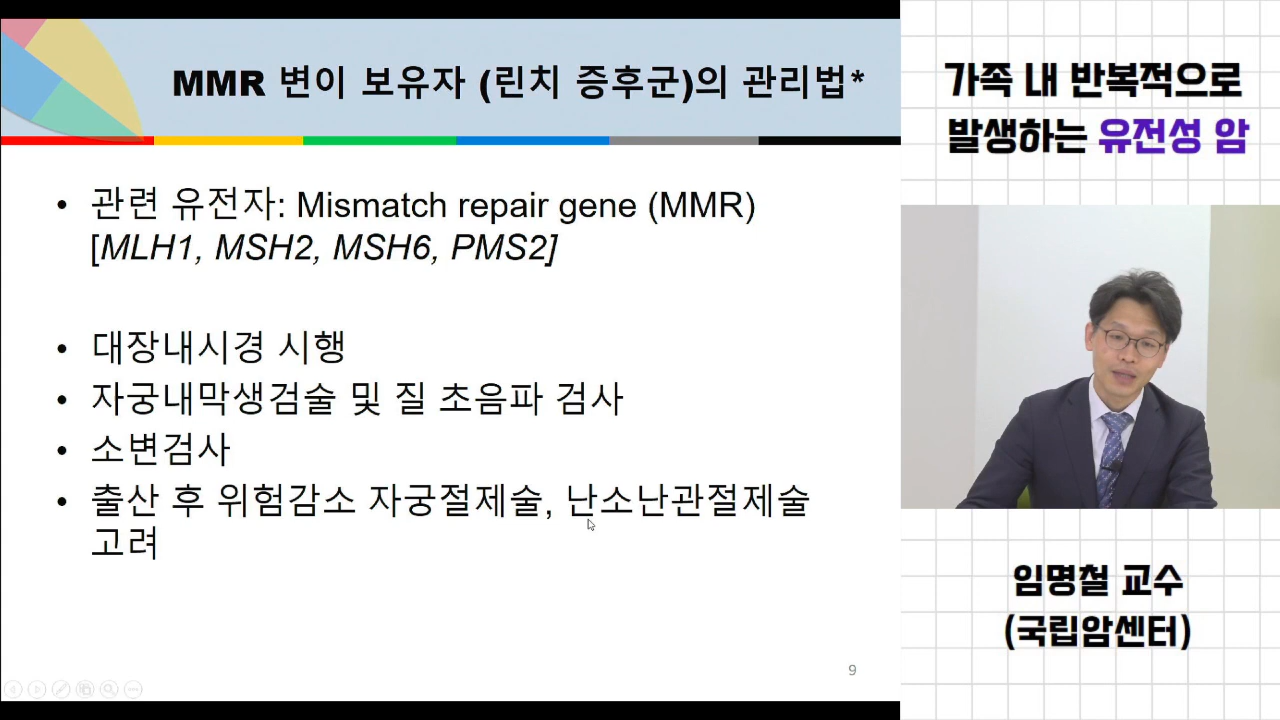 MMR 변이 보유자 (린치 증후군)의 관리법*
• 관련 유전자: Mismatch repair gene (MMR)
[MLH1, MSH2, MSH6, PMS2]
• 대장내시경 시행
• 자궁내막생검술 및 질 초음파 검사
• 소변검사
• 출산 후 위험감소 자궁절제술, 난소난관절제술
고려
9
가족 내 반복적으로
발생하는 유전성 암
임명철 교수
(국립암센터)